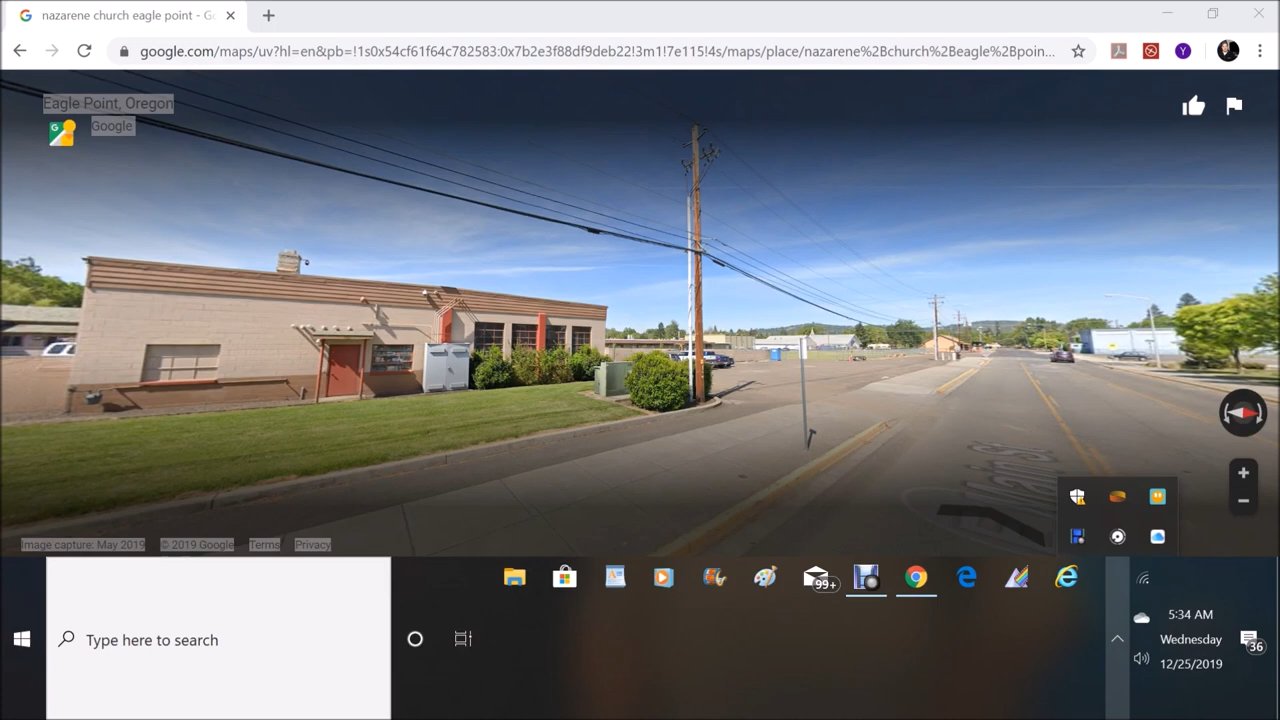 nazarene church eagle point - G
google.com/maps/uv?hl=en&pb=!1s0x54cf61f64c782583:0x7b2e3f88df9deb22!3m1!7e115!4s/maps/place/nazarene%2Bchurch%2Beagle%2Bpoin...
Y
Eagle Point, Oregon
Google
Main St
Image capture: May 2019 © 2019 Google Terms Privacy
99+
Type here to search
5:34 AM
Wednesday
12/25/2019
36